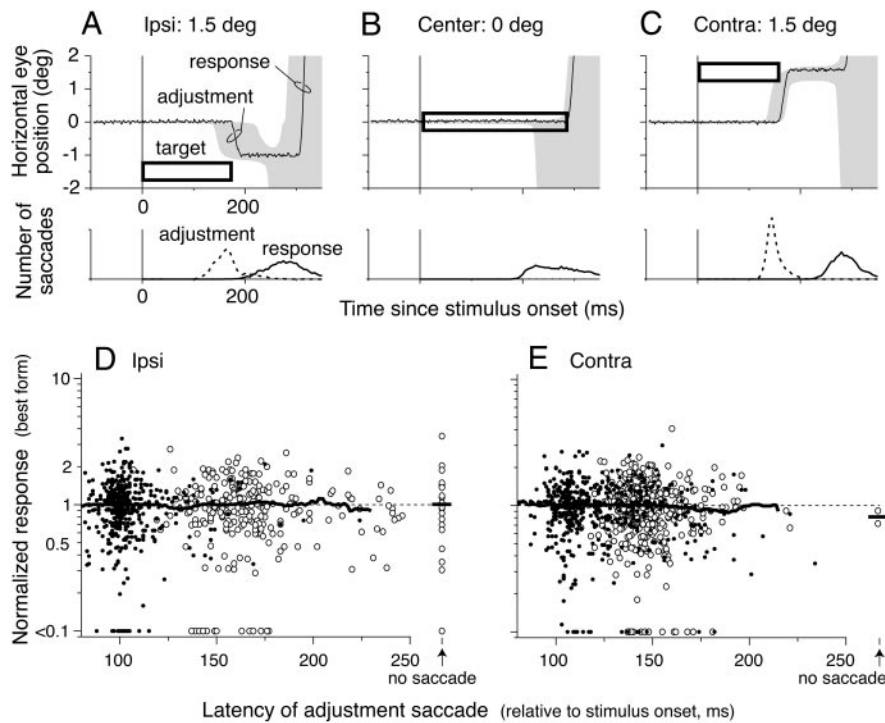 A Ipsi: 1.5 deg
B Center: 0 deg
C Contra: 1.5 deg
Horizontal eye
position (deg)
2
1
0
-1
-2
response
adjustment
target
0 200
Number of
saccades
adjustment
response
0 200
Time since stimulus onset (ms)
D Ipsi
E Contra
Normalized response (best form)
10
2
1
0.5
<0.1
100 150 200 250
no saccade
100 150 200 250
no saccade
Latency of adjustment saccade (relative to stimulus onset, ms)